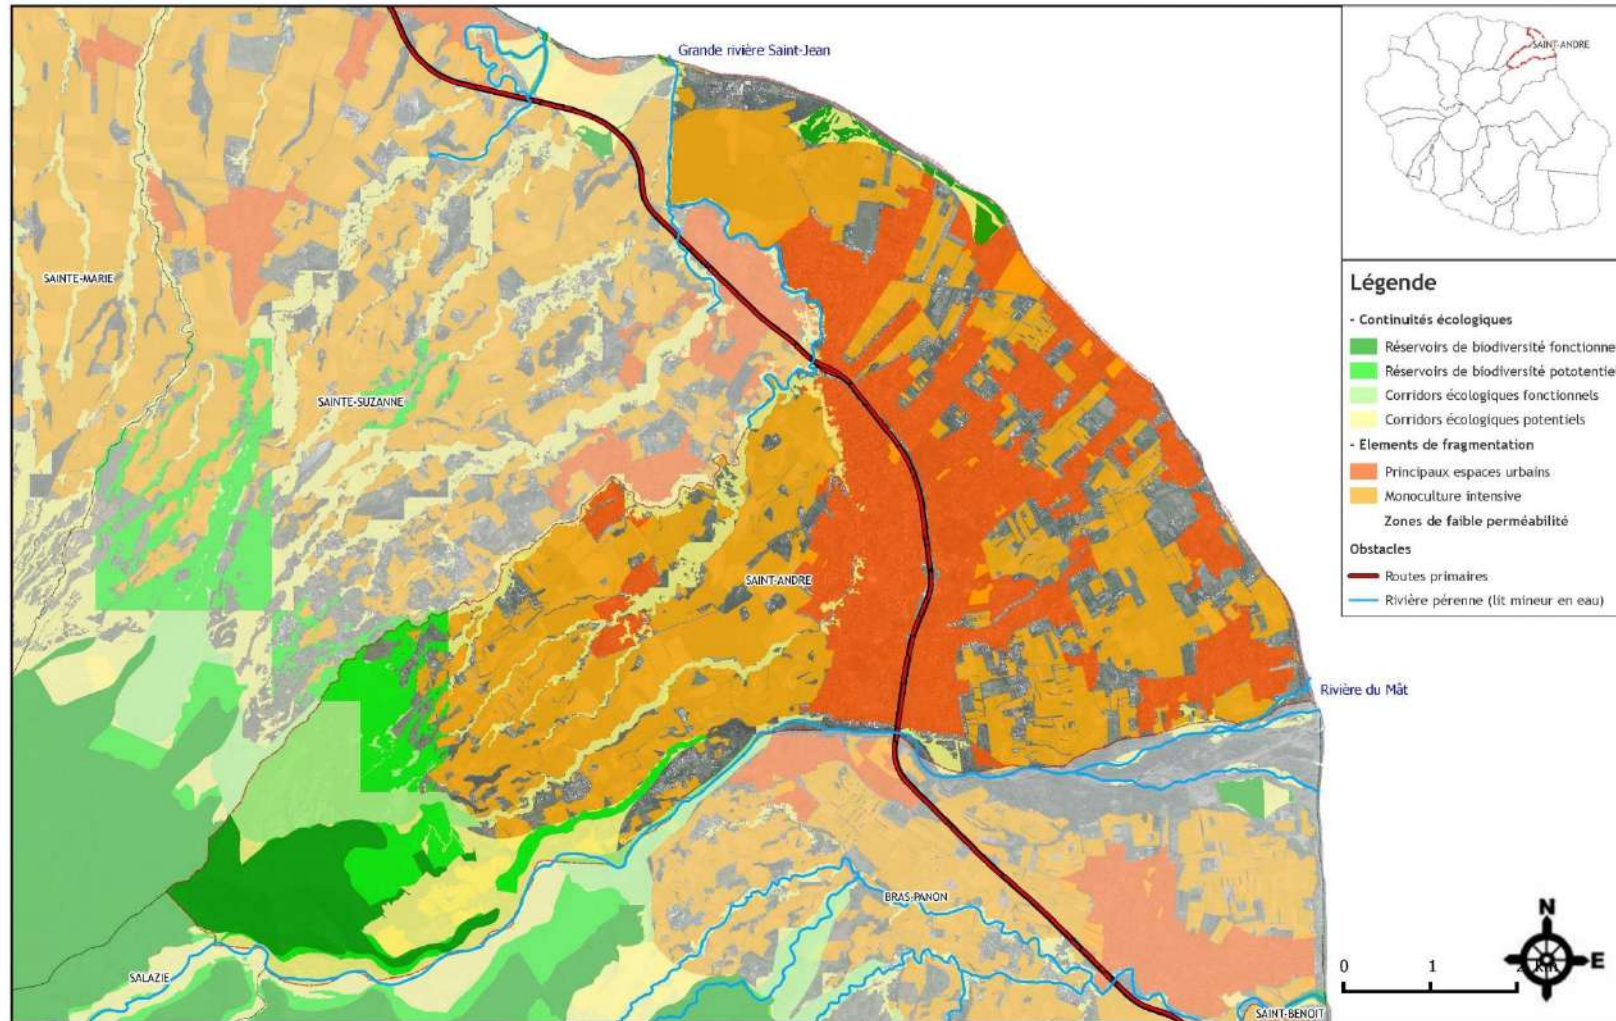 Grande rivière Saint-Jean
SAINT-ANDRE
SAINTE-MARIE
SAINTE-SUZANNE
SAINT-ANDRE
Rivière du Mât
BRAS-PANON
SALAZIE
SAINT-BENOIT
Légende
- Continuités écologiques
Réservoirs de biodiversité fonctionne
Réservoirs de biodiversité pototentiel
Corridors écologiques fonctionnels
Corridors écologiques potentiels
- Elements de fragmentation
Principaux espaces urbains
Monoculture intensive
Zones de faible perméabilité
Obstacles
Routes primaires
Rivière pérenne (lit mineur en eau)
N
E
0 1 2 km